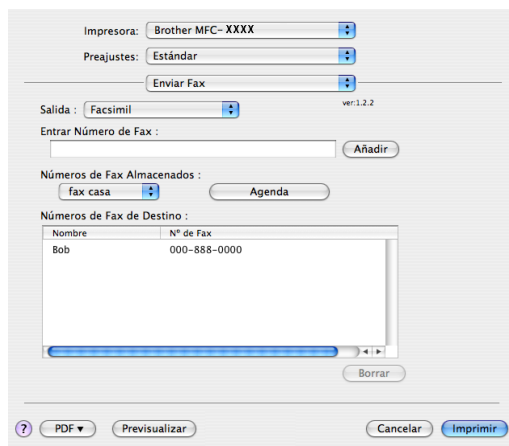 Impresora: Brother MFC-XXXX
Preajustes: Estándar
Enviar Fax
Salida : Facsimil
ver:1.2.2
Entrar Número de Fax :
Añadir
Números de Fax Almacenados :
fax casa Agenda
Números de Fax de Destino :
Nombre Nº de Fax
Bob 000-888-0000
Borrar
? PDF ▼ Previsualizar Cancelar Imprimir